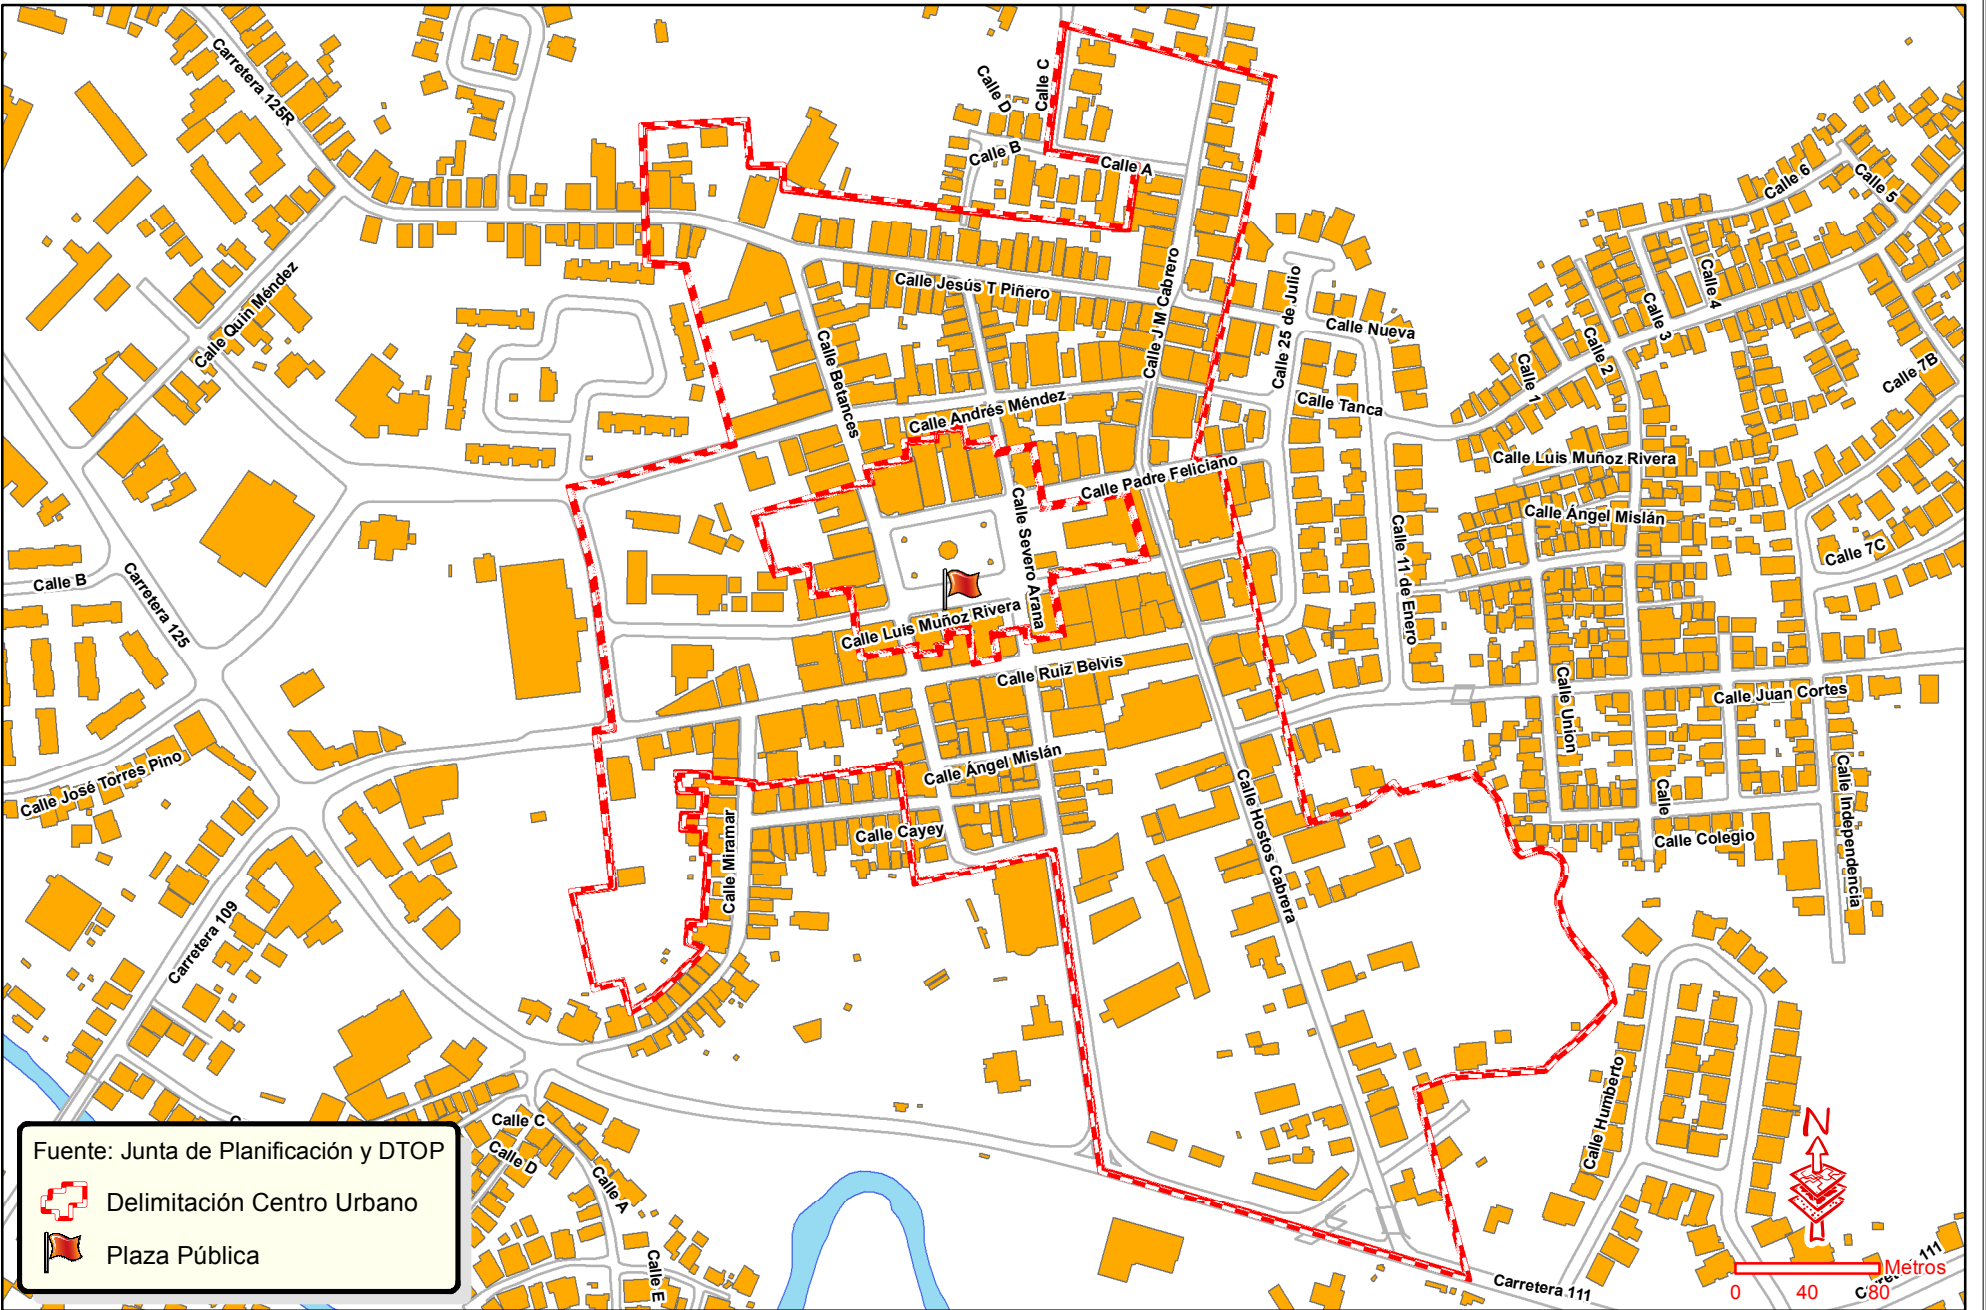 Carretera 125R
Calle D
Calle C
Calle B
Calle A
Calle 6
Calle 5
Calle Quin Méndez
Calle Jesús T Piñero
Calle J M Cabrero
Calle 25 de Julio
Calle Nueva
Calle 4
Calle 3
Calle 2
Calle 1
Calle 7B
Calle Betances
Calle Andrés Méndez
Calle Tanca
Calle Luis Muñoz Rivera
Calle Padre Feliciano
Calle Ángel Mislán
Calle Severo Arana
Calle 11 de Enero
Calle 7C
Calle B
Carretera 125
Calle Luis Muñoz Rivera
Calle Ruiz Belvis
Calle Union
Calle Juan Cortes
Calle José Torres Pino
Calle Ángel Mislán
Calle Hostos Cabrera
Calle
Calle Independencia
Calle Miramar
Calle Cayey
Calle Colegio
Carretera 109
Calle Humberto
Calle C
Calle D
Calle A
Calle E
Fuente: Junta de Planificación y DTOP
Delimitación Centro Urbano
Plaza Pública
N
Metros
0 40 80
Carretera 111
111